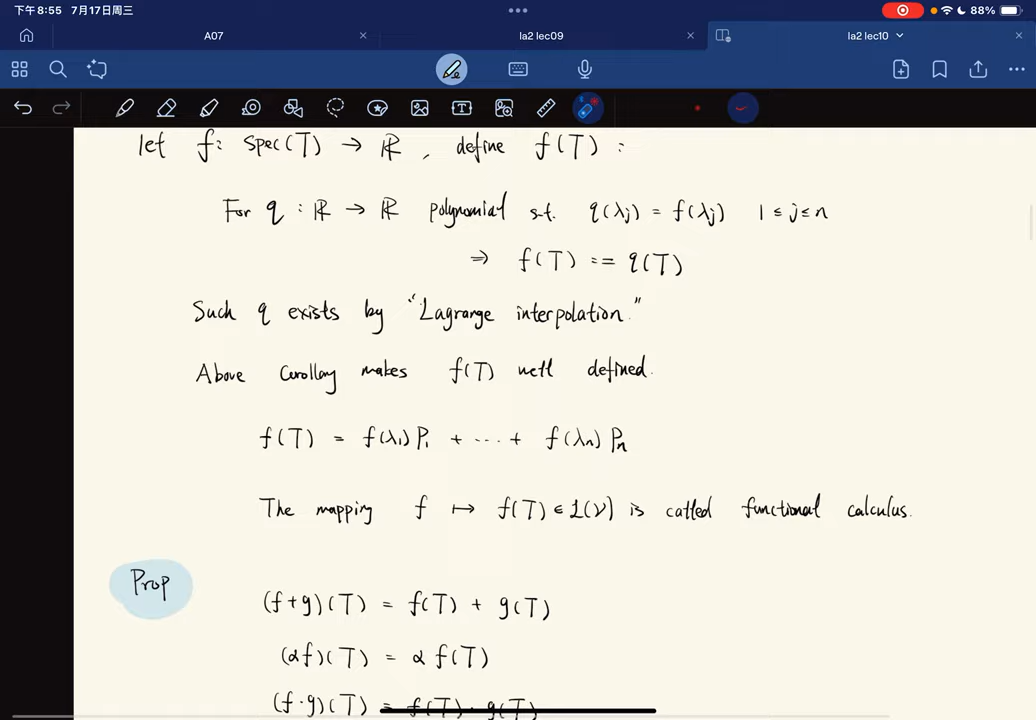 下午8:55 7月17日周三
88%
A07
la2 lec09
la2 lec10
let f: spec(T) → ℝ , define f(T) :
For q : ℝ → ℝ polynomial s.t. q(λj) = f(λj) 1 ≤ j ≤ n
⇒ f(T) := q(T)
Such q exists by "Lagrange interpolation."
Above Corollary makes f(T) well defined.
f(T) = f(λ₁) P₁ + ⋯ + f(λₙ) Pₙ
The mapping f ↦ f(T) ∈ L(V) is called functional calculus.
Prop
(f+g)(T) = f(T) + g(T)
(αf)(T) = α f(T)
(f·g)(T) = f(T) · g(T)